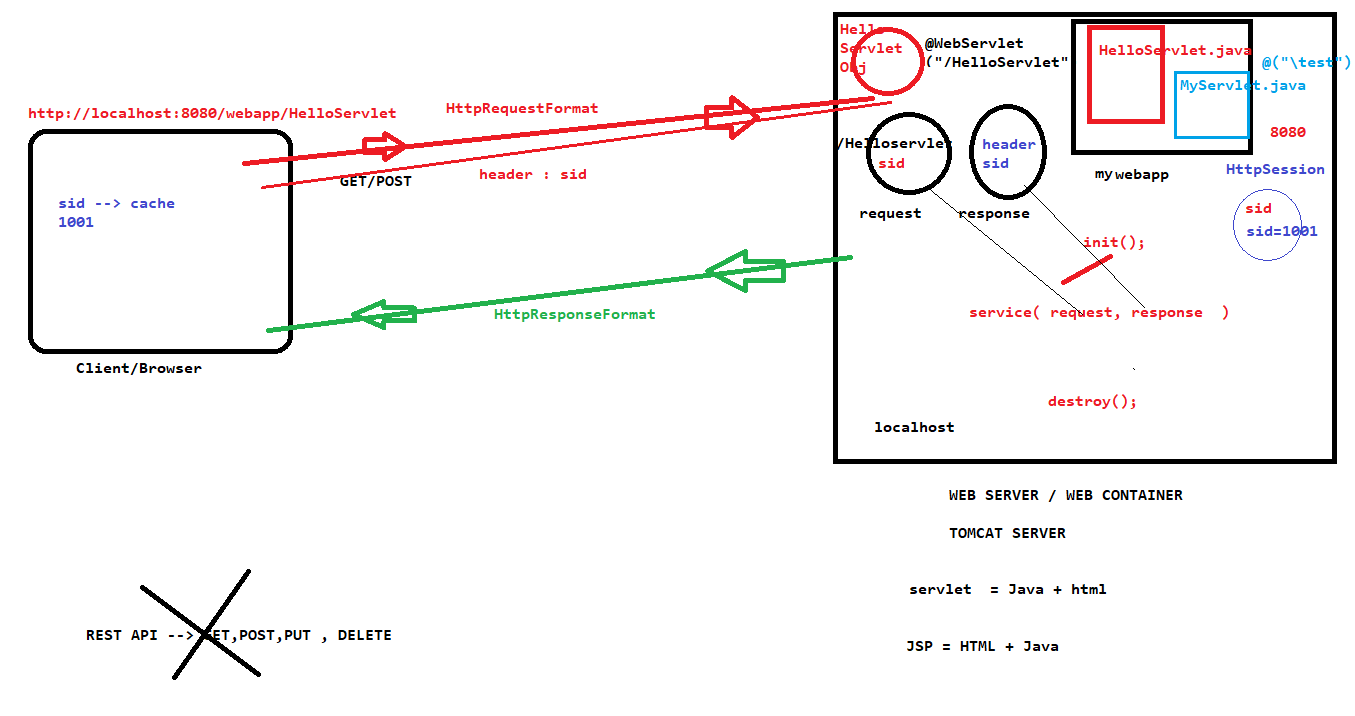 http://localhost:8080/webapp/HelloServlet
sid --> cache
1001
Client/Browser
HttpRequestFormat
GET/POST
header : sid
HttpResponseFormat
Hello
Servlet
Obj
@WebServlet
("/HelloServlet"
HelloServlet.java
@("\test")
MyServlet.java
8080
my webapp
/Helloservlet
sid
request
header
sid
response
HttpSession
sid
sid=1001
init();
service( request, response )
destroy();
localhost
WEB SERVER / WEB CONTAINER
TOMCAT SERVER
servlet = Java + html
JSP = HTML + Java
REST API --> GET,POST,PUT , DELETE